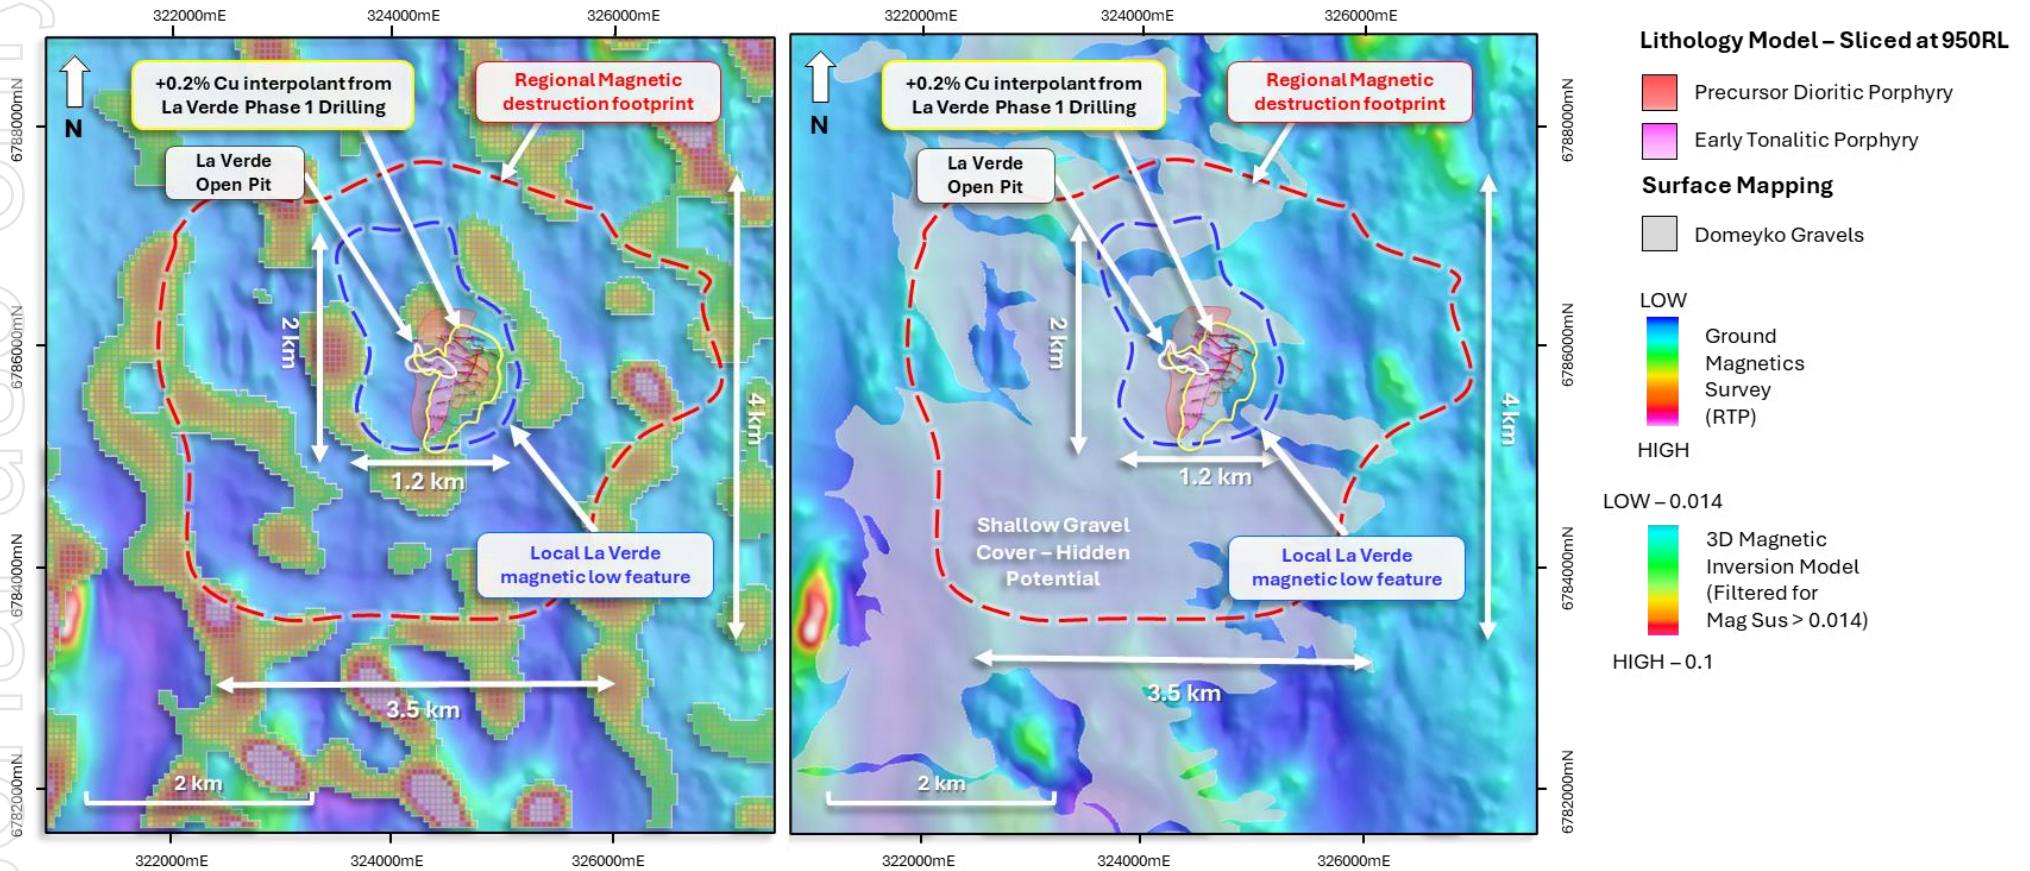 322000mE
324000mE
326000mE
6788000mN
6786000mN
6784000mN
6782000mN
N
+0.2% Cu interpolant from
La Verde Phase 1 Drilling
Regional Magnetic
destruction footprint
La Verde
Open Pit
2 km
4 km
1.2 km
Local La Verde
magnetic low feature
3.5 km
2 km
322000mE
324000mE
326000mE
322000mE
324000mE
326000mE
N
+0.2% Cu interpolant from
La Verde Phase 1 Drilling
Regional Magnetic
destruction footprint
La Verde
Open Pit
2 km
4 km
1.2 km
Shallow Gravel
Cover – Hidden
Potential
Local La Verde
magnetic low feature
3.5 km
2 km
6788000mN
6786000mN
6784000mN
6782000mN
322000mE
324000mE
326000mE
Lithology Model – Sliced at 950RL
Precursor Dioritic Porphyry
Early Tonalitic Porphyry
Surface Mapping
Domeyko Gravels
LOW
Ground
Magnetics
Survey
(RTP)
HIGH
LOW – 0.014
3D Magnetic
Inversion Model
(Filtered for
Mag Sus > 0.014)
HIGH – 0.1